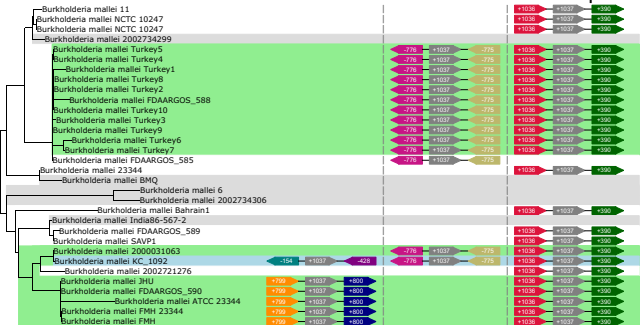 Burkholderia mallei 11 +1036 +1037 +390
Burkholderia mallei NCTC 10247 +1036 +1037 +390
Burkholderia mallei NCTC 10247 +1036 +1037 +390
Burkholderia mallei 2002734299
Burkholderia mallei Turkey5 -776 +1037 -775 +1036 +1037 +390
Burkholderia mallei Turkey4 -776 +1037 -775 +1036 +1037 +390
Burkholderia mallei Turkey1 -776 +1037 -775 +1036 +1037 +390
Burkholderia mallei Turkey8 -776 +1037 -775 +1036 +1037 +390
Burkholderia mallei Turkey2 -776 +1037 -775 +1036 +1037 +390
Burkholderia mallei FDAARGOS_588 -776 +1037 -775 +1036 +1037 +390
Burkholderia mallei Turkey10 -776 +1037 -775 +1036 +1037 +390
Burkholderia mallei Turkey3 -776 +1037 -775 +1036 +1037 +390
Burkholderia mallei Turkey9 -776 +1037 -775 +1036 +1037 +390
Burkholderia mallei Turkey6 -776 +1037 -775 +1036 +1037 +390
Burkholderia mallei Turkey7 -776 +1037 -775 +1036 +1037 +390
Burkholderia mallei FDAARGOS_585 -776 +1037 -775 +1036 +1037 +390
Burkholderia mallei 23344 +1036 +1037 +390
Burkholderia mallei BMQ
Burkholderia mallei 6
Burkholderia mallei 2002734306
Burkholderia mallei Bahrain1 +1036 +1037 +390
Burkholderia mallei India86-567-2
Burkholderia mallei FDAARGOS_589 +1036 +1037 +390
Burkholderia mallei SAVP1 +1036 +1037 +390
Burkholderia mallei 2000031063 -776 +1037 -775 +1036 +1037 +390
Burkholderia mallei KC_1092 -154 +1037 -428 -776 +1037 -775 +1036 +1037 +390
Burkholderia mallei 2002721276 +1036 +1037 +390
Burkholderia mallei JHU +799 +1037 +800 +1036 +1037 +390
Burkholderia mallei FDAARGOS_590 +799 +1037 +800 +1036 +1037 +390
Burkholderia mallei ATCC 23344 +799 +1037 +800 +1036 +1037 +390
Burkholderia mallei FMH 23344 +799 +1037 +800 +1036 +1037 +390
Burkholderia mallei FMH +799 +1037 +800 +1036 +1037 +390